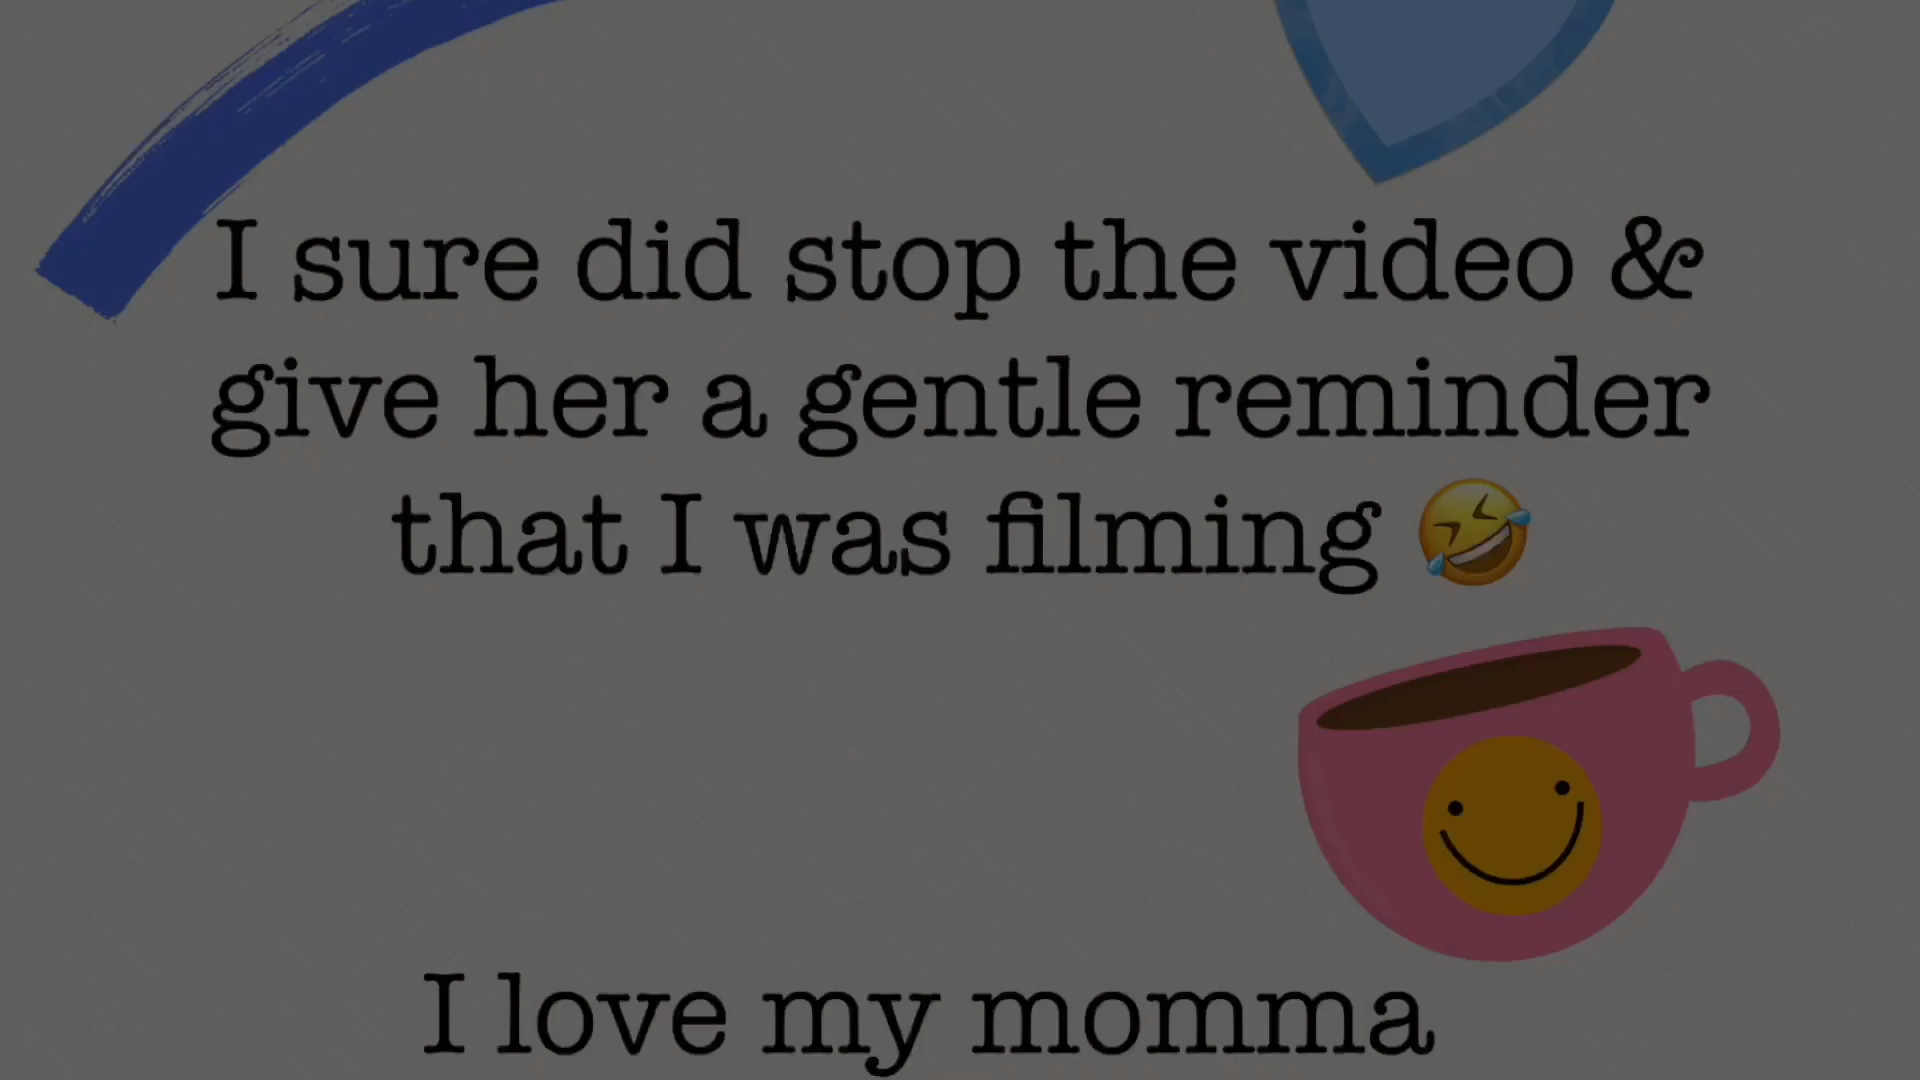 I sure did stop the video &
give her a gentle reminder
that I was filming 🤣
I love my momma